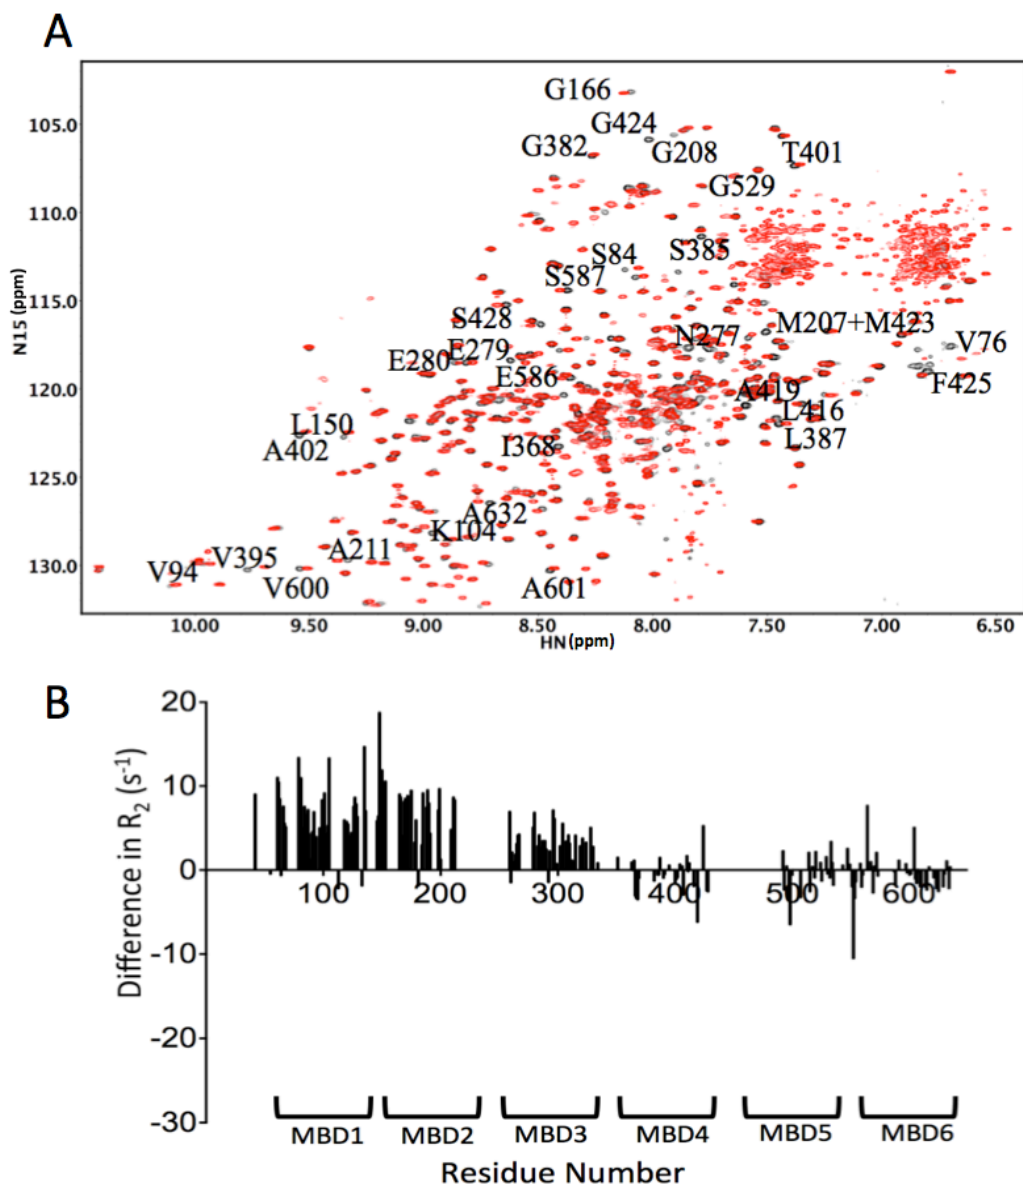 A
G166
G424
105.0
G382
G208
T401
G529
110.0
S84
S385
S587
115.0
S428
N277
M207+M423
V76
E280
E279
E586
120.0
A419
F425
L150
L416
A402
I368
L387
125.0
A632
K104
V395
A211
130.0
V94
V600
A601
N15 (ppm)
10.00 9.50 9.00 8.50 8.00 7.50 7.00 6.50
HN (ppm)
B
20
10
0
100 200 300 400 500 600
-10
-20
-30
Difference in R2 (s-1)
MBD1 MBD2 MBD3 MBD4 MBD5 MBD6
Residue Number